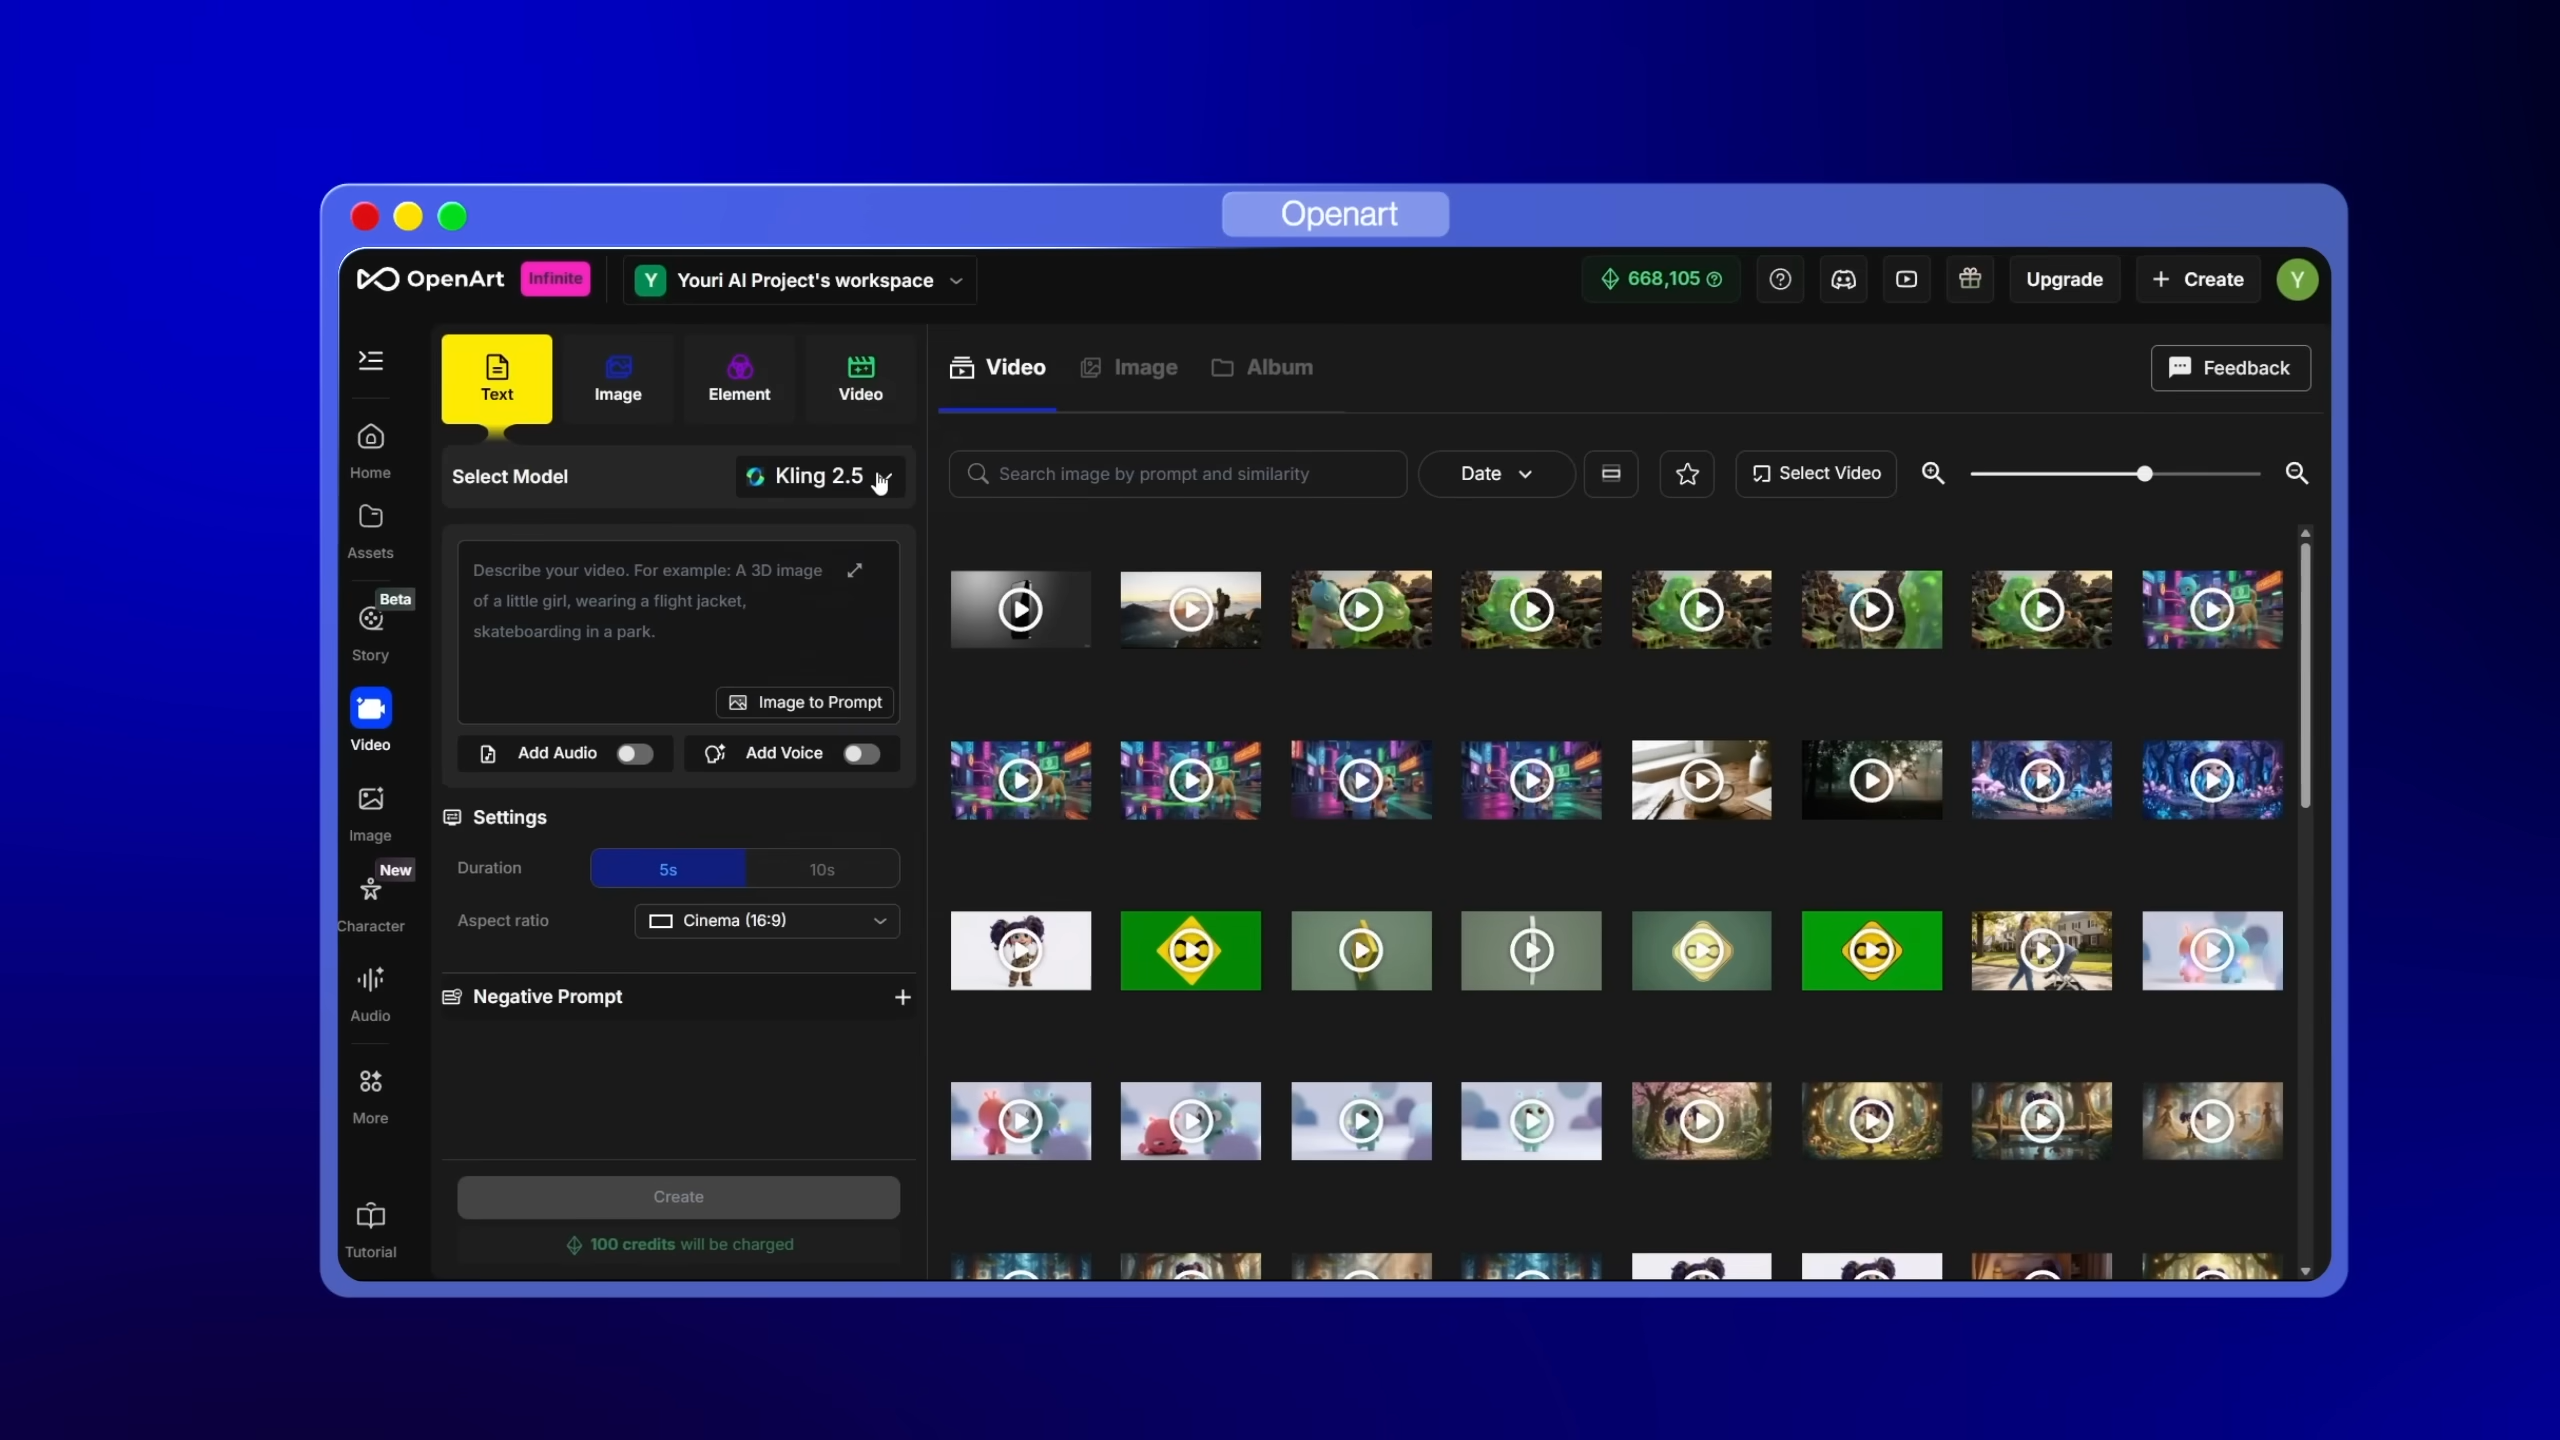 Openart
OpenArt Infinite Y Youri AI Project's workspace 668,105 Upgrade + Create Y
Text Image Element Video
Video Image Album Feedback
Select Model Kling 2.5
Search image by prompt and similarity Date Select Video
Home
Assets
Beta
Story
Video
Image
New
Character
Audio
More
Tutorial
Describe your video. For example: A 3D image
of a little girl, wearing a flight jacket,
skateboarding in a park.
Image to Prompt
Add Audio Add Voice
Settings
Duration 5s 10s
Aspect ratio Cinema (16:9)
Negative Prompt +
Create
100 credits will be charged